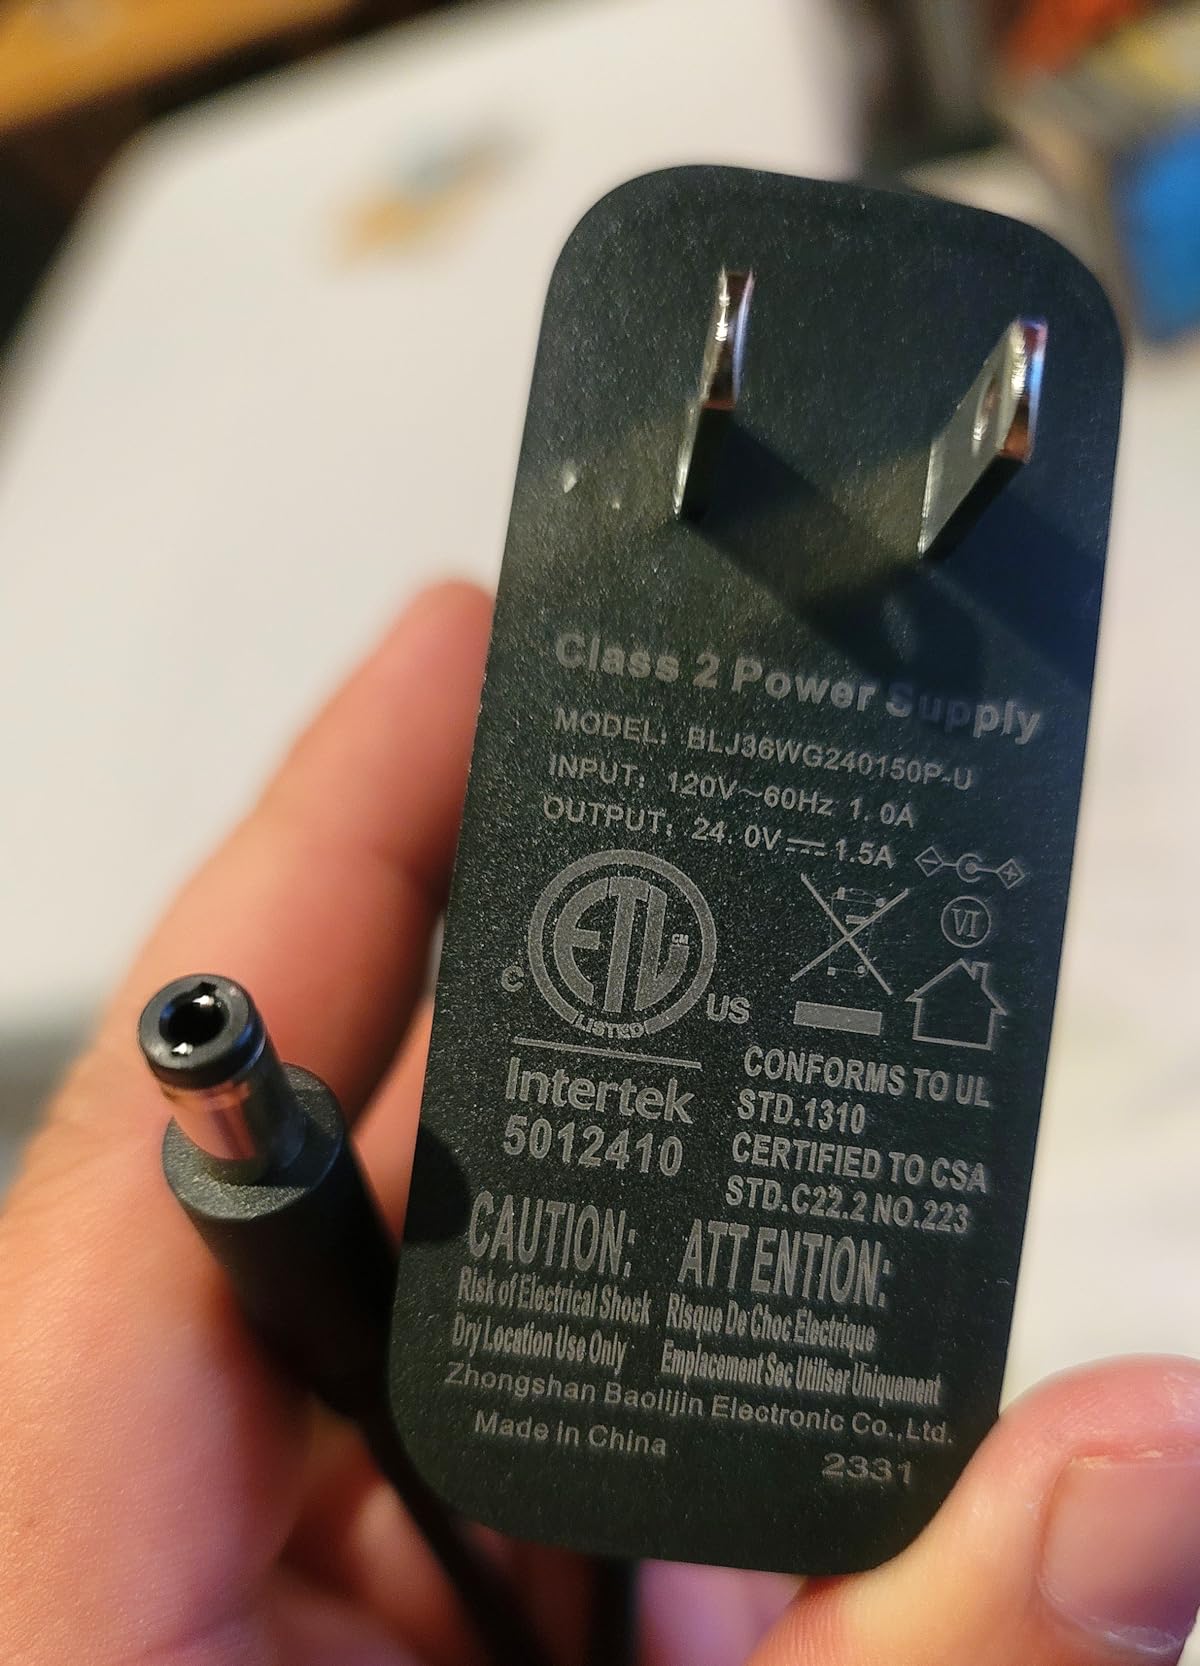 Class 2 Power Supply
MODEL: BLJ36WG240150P-U
INPUT: 120V~60Hz 1.0A
OUTPUT: 24.0V⎓1.5A
VI
ETL CM
C US
LISTED
Intertek
5012410
CONFORMS TO UL
STD.1310
CERTIFIED TO CSA
STD.C22.2 NO.223
CAUTION:
Risk of Electrical Shock
Dry Location Use Only
ATTENTION:
Risque De Choc Electrique
Emplacement Sec Utiliser Uniquement
Zhongshan Baolijin Electronic Co.,Ltd.
Made in China
2331